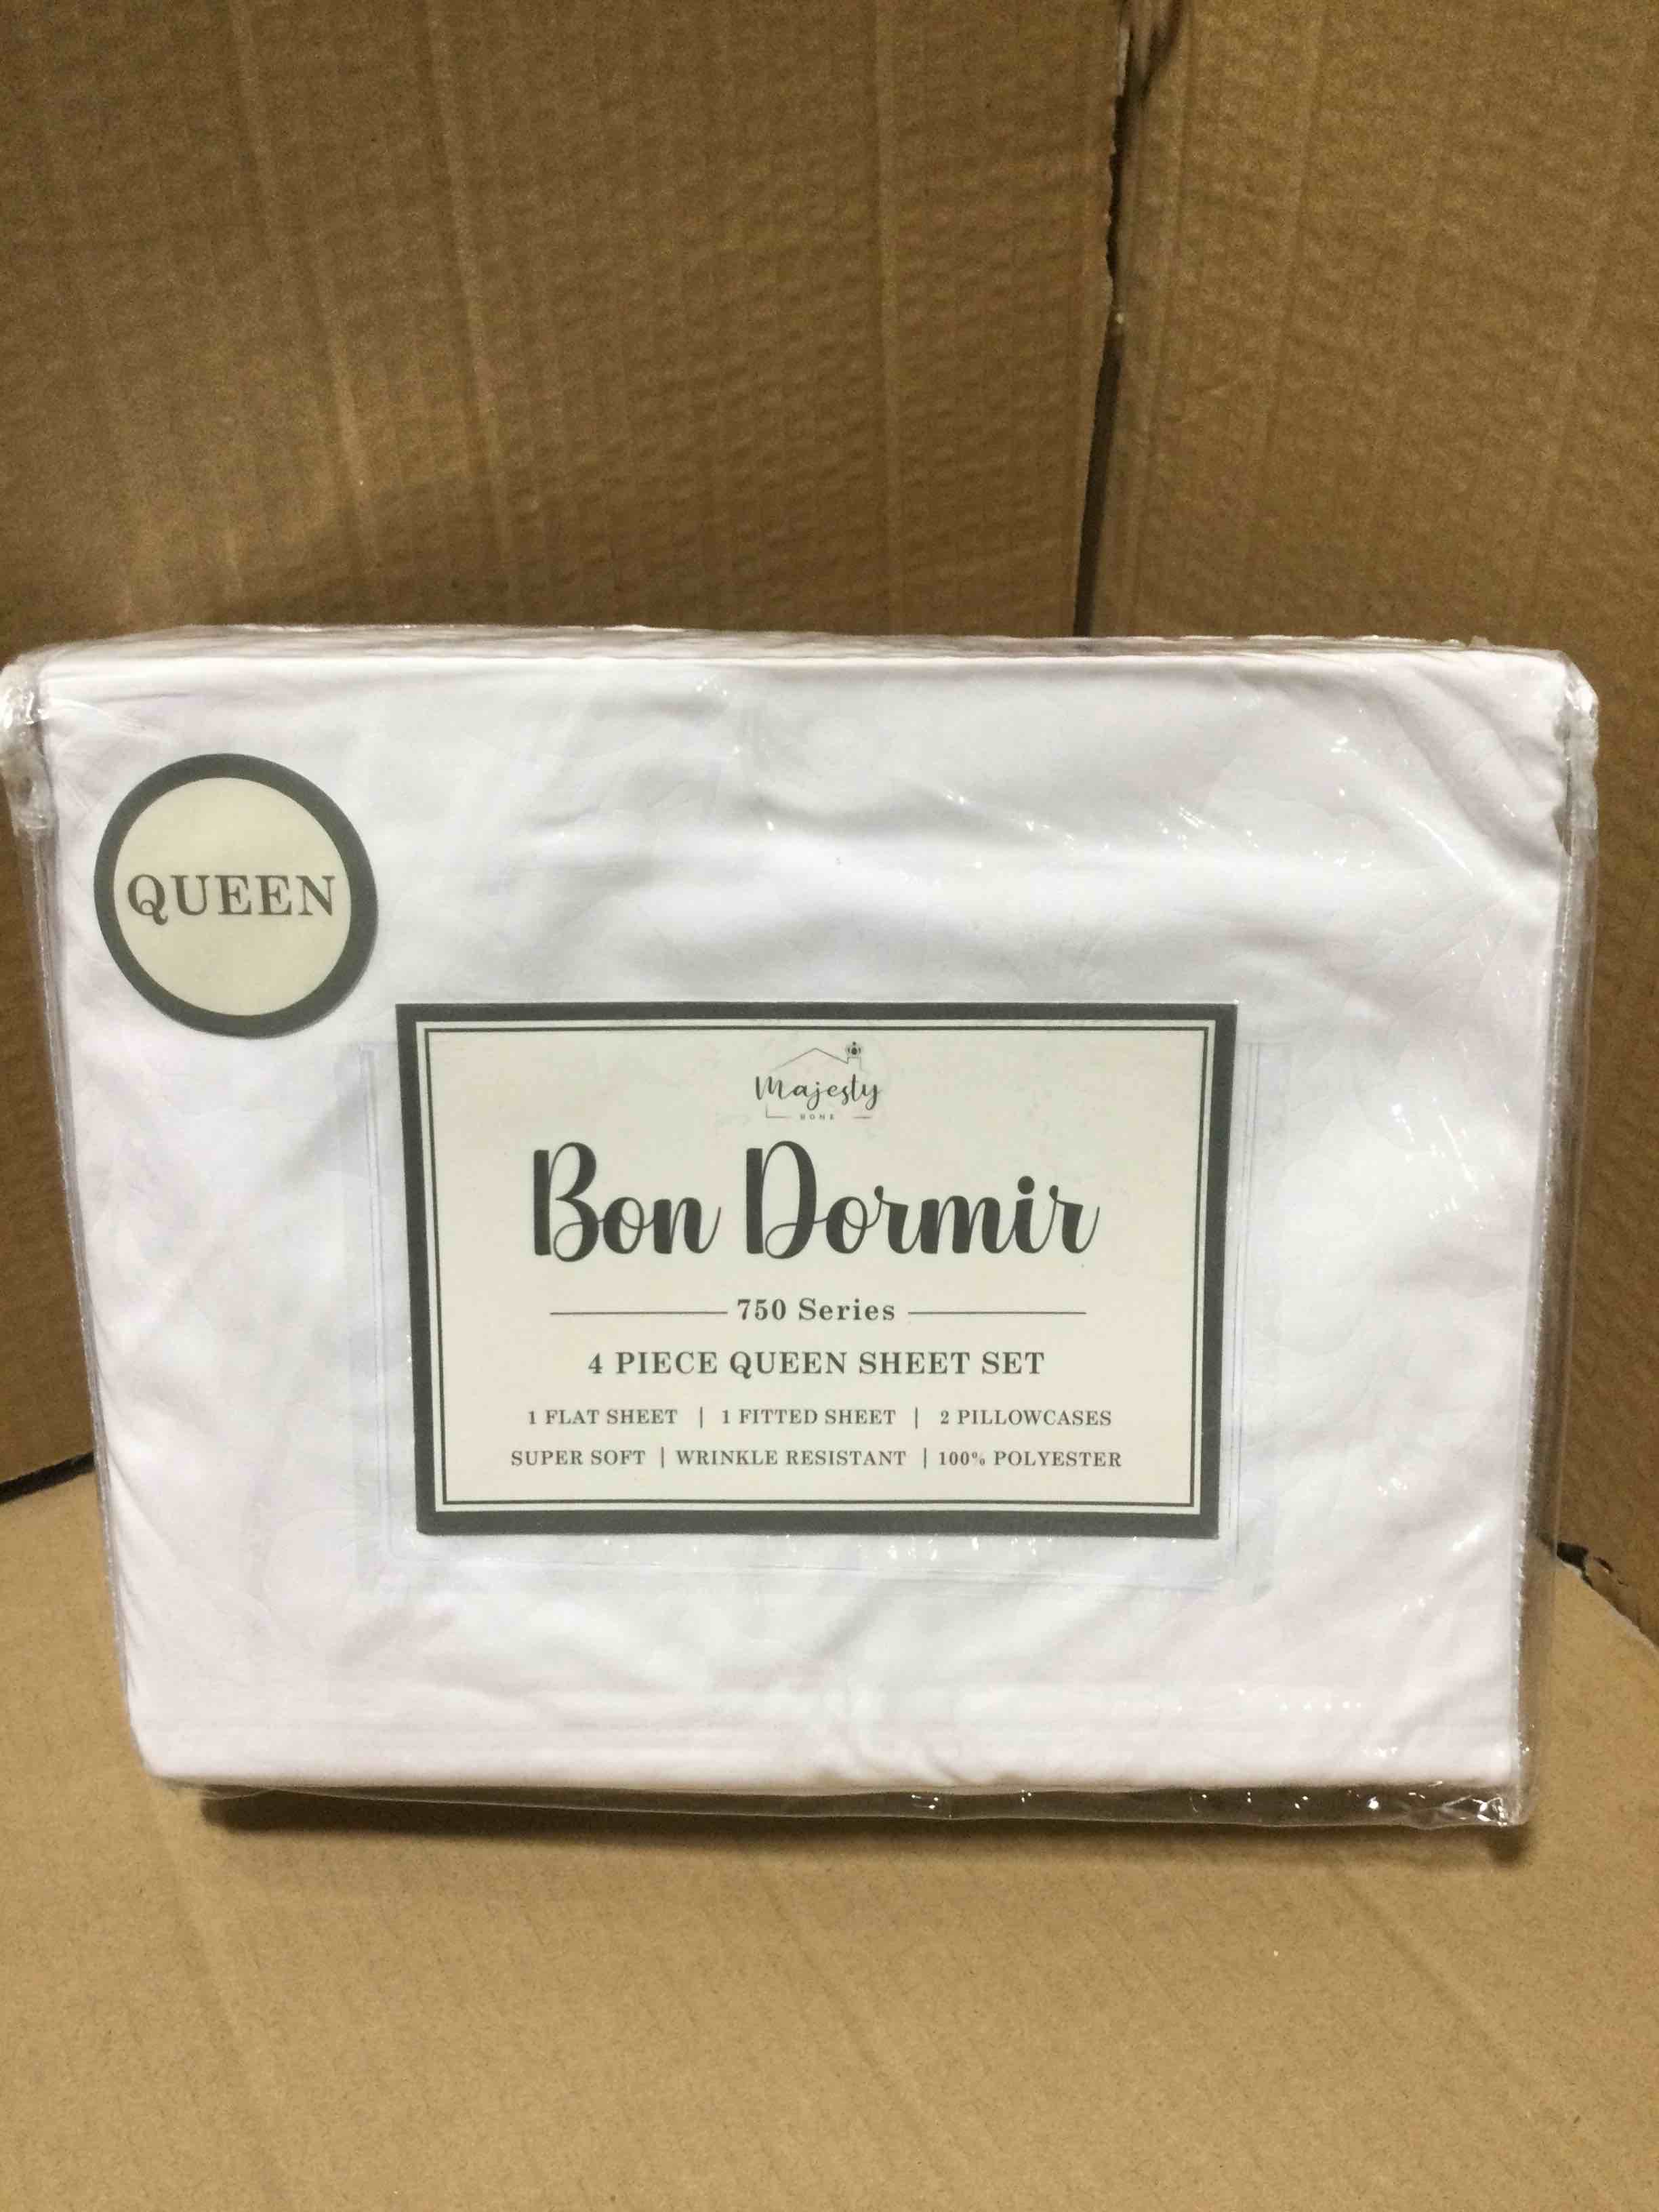 QUEEN
Majesty
HOME
Bon Dormir
750 Series
4 PIECE QUEEN SHEET SET
1 FLAT SHEET | 1 FITTED SHEET | 2 PILLOWCASES
SUPER SOFT | WRINKLE RESISTANT | 100% POLYESTER